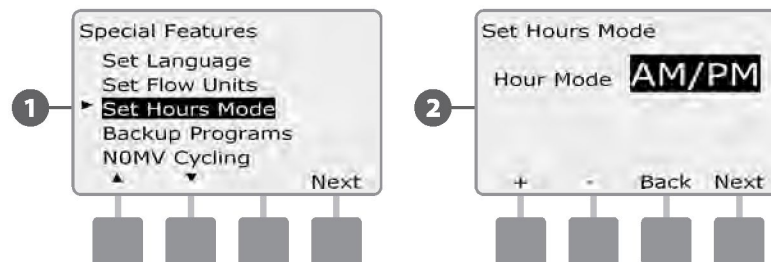 1
Special Features
Set Language
Set Flow Units
Set Hours Mode
Backup Programs
N0MV Cycling
Next
2
Set Hours Mode
Hour Mode AM/PM
+ - Back Next